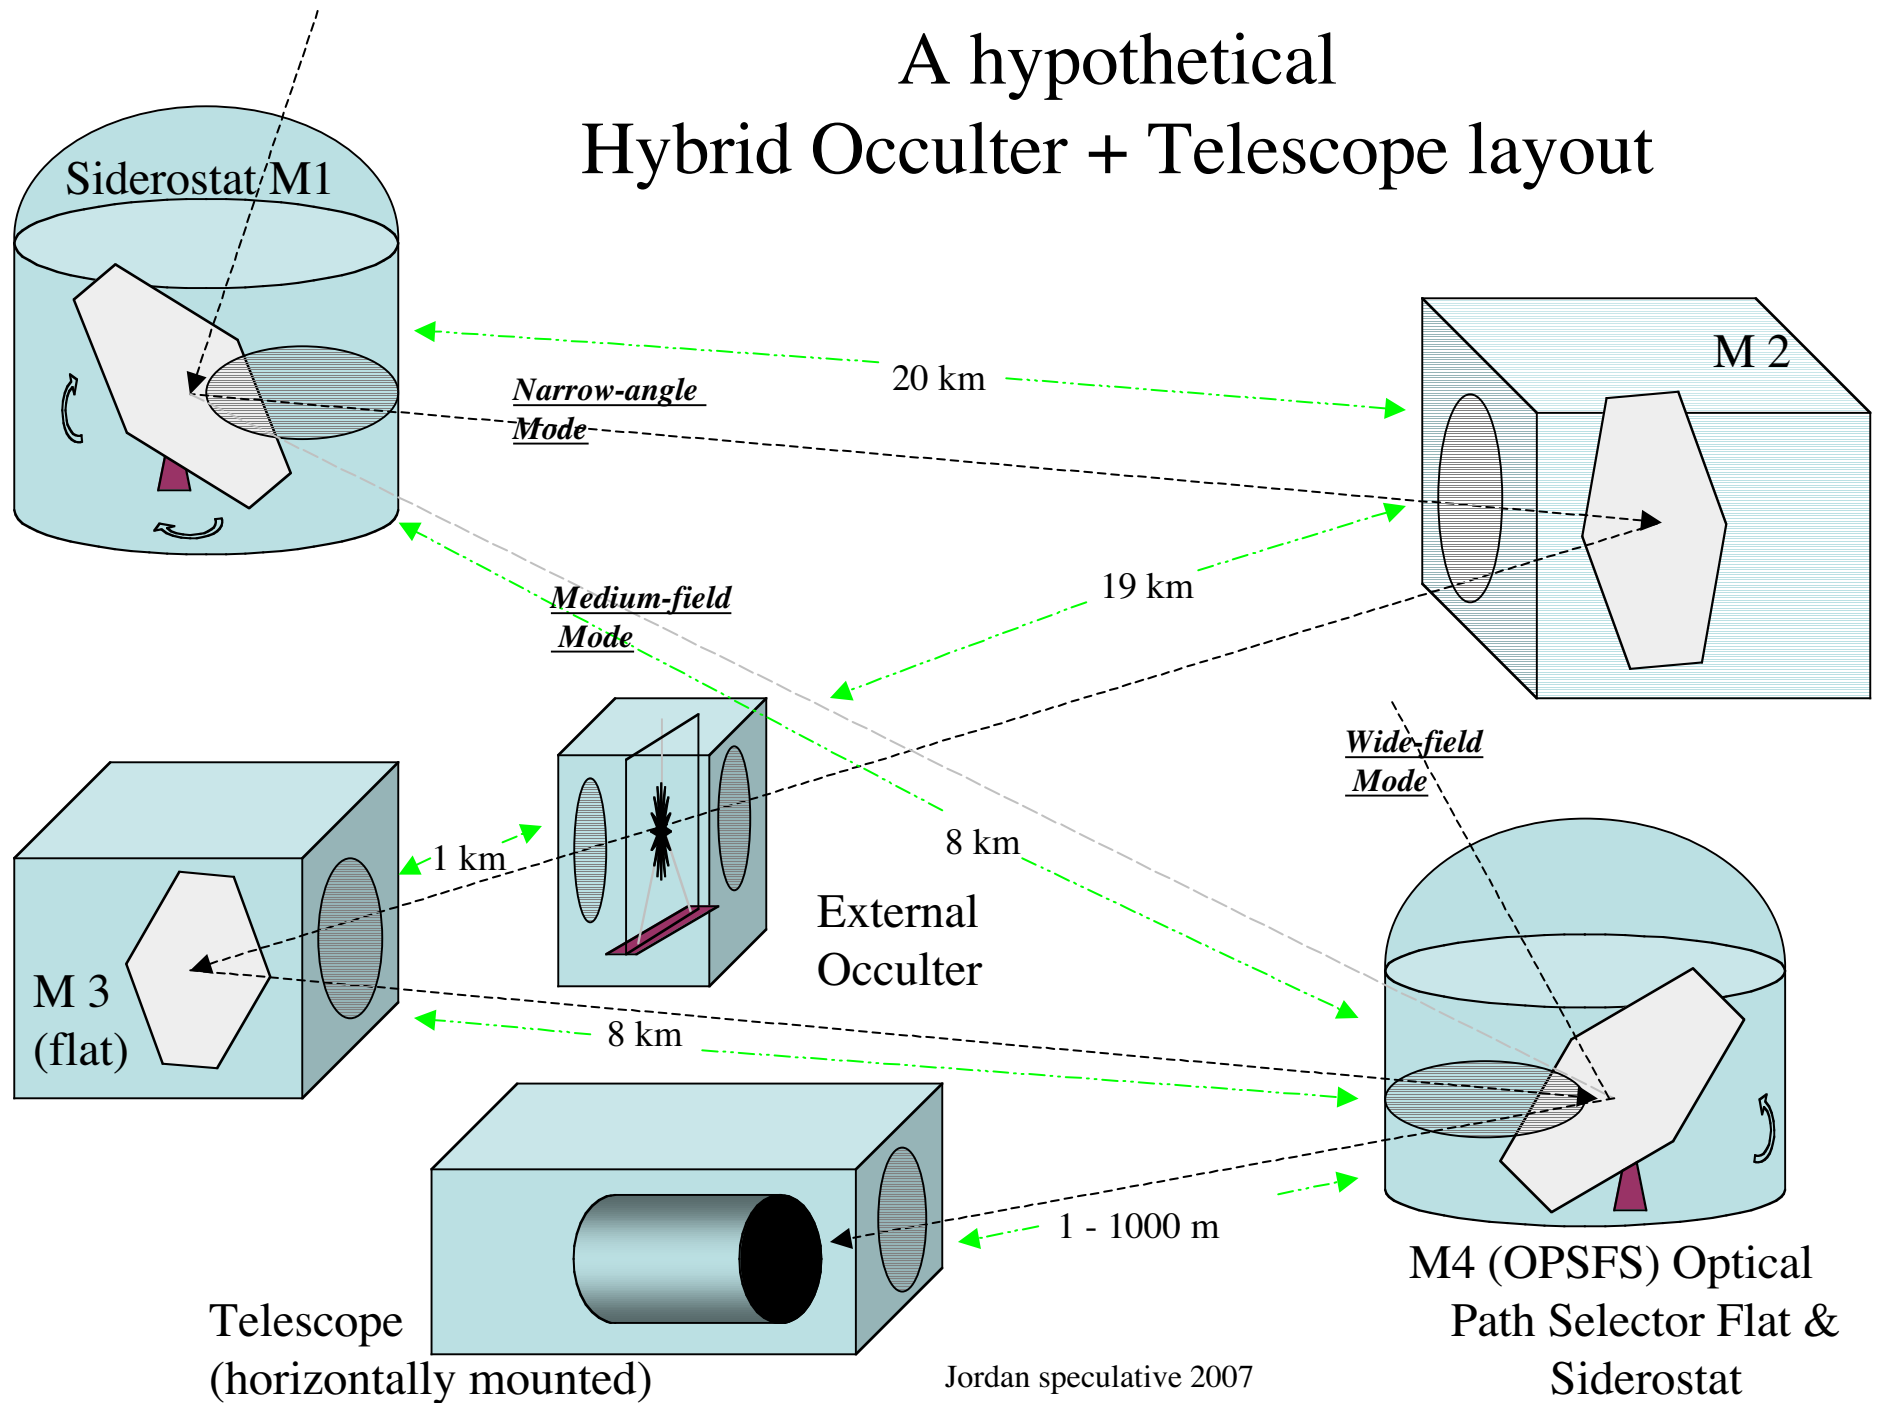 A hypothetical
Hybrid Occulter + Telescope layout
Siderostat M1
M 2
20 km
Narrow-angle
Mode
19 km
Medium-field
Mode
Wide-field
Mode
8 km
1 km
External
Occulter
M 3
(flat)
8 km
1 - 1000 m
M4 (OPSFS) Optical
Path Selector Flat &
Siderostat
Telescope
(horizontally mounted)
Jordan speculative 2007